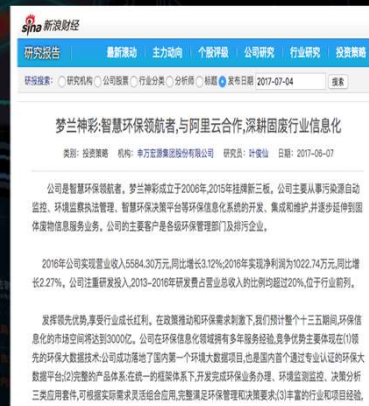 sina 新浪财经
研究报告 最新滚动 主力动向 个股评级 公司研究 行业研究 投资策略
研报搜索: 研究机构 公司股票 行业分类 分析师 标题 发布日期 2017-07-04 搜索
梦兰神彩:智慧环保领航者,与阿里云合作,深耕固废行业信息化
类别：投资策略 机构：申万宏源集团股份有限公司 研究员：叶俊仙 日期：2017-06-07
公司是智慧环保领航者。梦兰神彩成立于2006年,2015年挂牌新三板。公司主要从事污染源自动
监控、环境监察执法管理、智慧环保决策平台等环保信息化系统的开发、集成和维护,并逐步延伸到固
体废物信息服务业务。公司的主要客户是各级环保管理部门及排污企业。
2016年公司实现营业收入5584.30万元,同比增长3.12%;2016年实现净利润为1022.74万元,同比增
长2.27%。公司注重研发投入,2013-2016年研发费占营业总收入的比例均超过20%,位于行业前列。
发挥领先优势,享受行业成长红利。在政策推动和环保需求刺激下,我们预计整个十三五期间,环保信
息化的市场空间将达到3000亿。公司在环保信息化领域拥有多年服务经验,竞争优势主要体现在(1)领
先的环保大数据技术:公司成功落地了国内第一个环境大数据项目,也是国内首个通过专业认证的环保大
数据平台;(2)完整的产品体系:在统一的框架体系下,开发完成环保业务办理、环境监测监控、决策分析
三类应用套件,可根据实际需求灵活组合应用,完整满足环保管理和决策要求;(3)丰富的行业和项目经验,